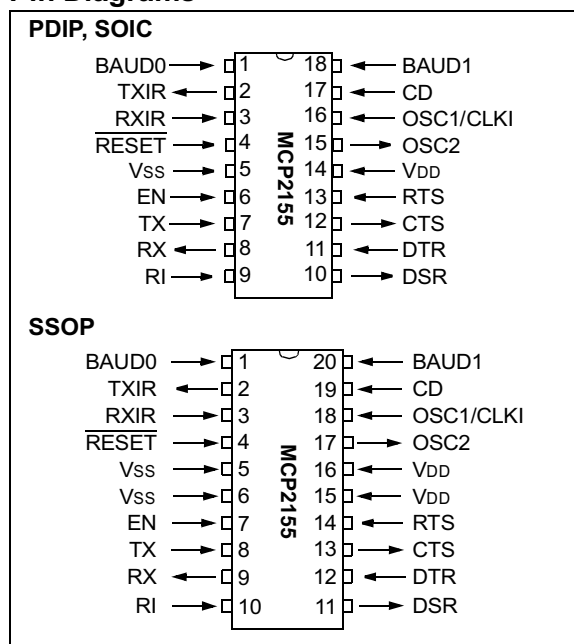 Pin Diagrams
PDIP, SOIC
BAUD0 1 18 BAUD1
TXIR 2 17 CD
RXIR 3 16 OSC1/CLKI
RESET 4 15 OSC2
VSS 5 14 VDD
EN 6 13 RTS
TX 7 12 CTS
RX 8 11 DTR
RI 9 10 DSR
MCP2155
SSOP
BAUD0 1 20 BAUD1
TXIR 2 19 CD
RXIR 3 18 OSC1/CLKI
RESET 4 17 OSC2
VSS 5 16 VDD
VSS 6 15 VDD
EN 7 14 RTS
TX 8 13 CTS
RX 9 12 DTR
RI 10 11 DSR
MCP2155